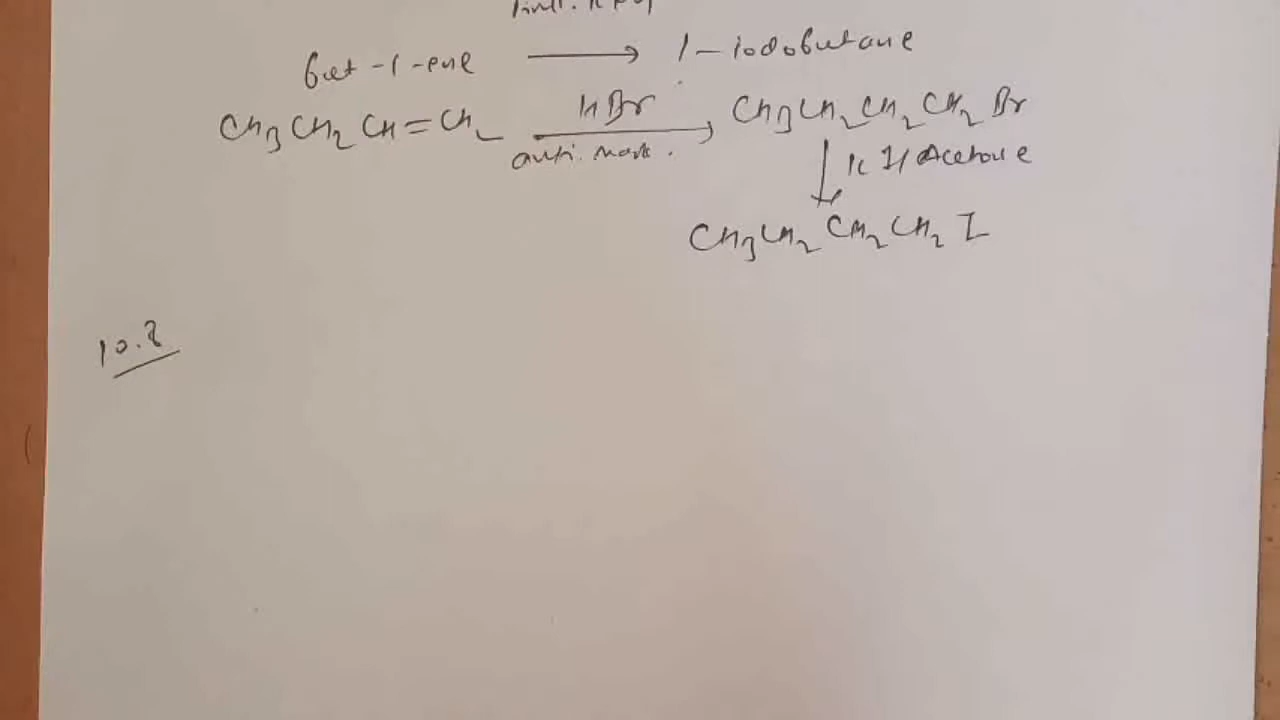 but-1-ene → 1-iodobutane
CH3CH2CH=CH2 HBr → CH3CH2CH2CH2Br
anti. mark. ↓ KI/Acetone
CH3CH2CH2CH2I
10.8